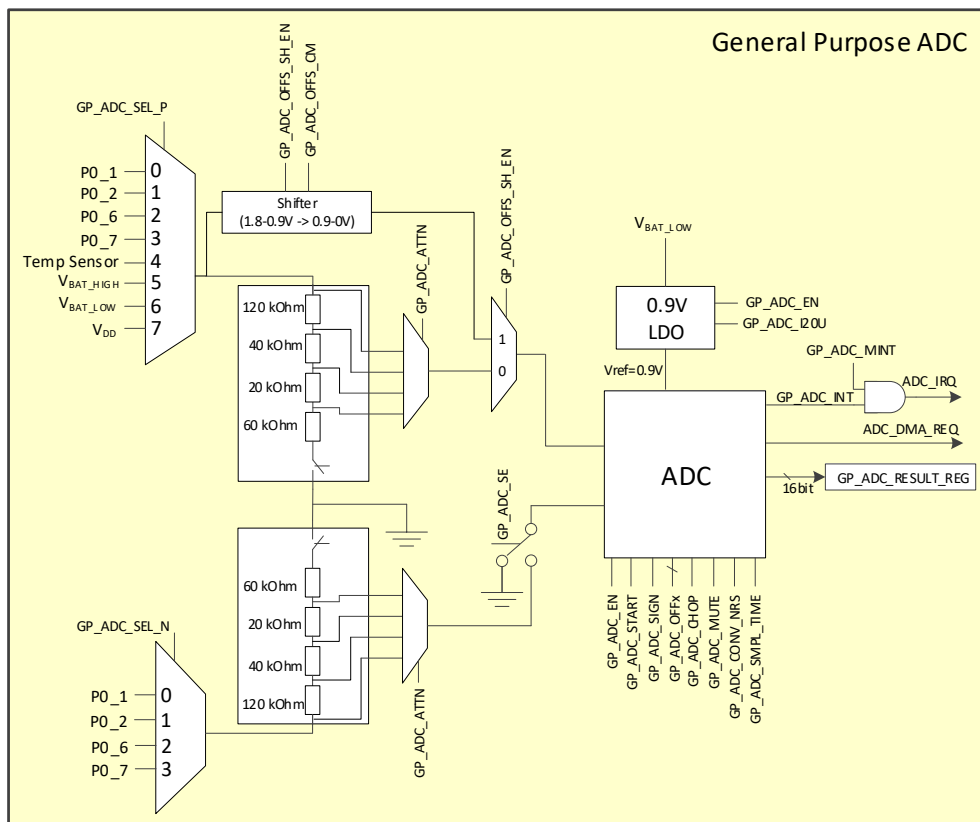 General Purpose ADC
GP_ADC_OFFS_SH_EN
GP_ADC_OFFS_CM
GP_ADC_SEL_P
P0_1
P0_2
P0_6
P0_7
Temp Sensor
VBAT_HIGH
VBAT_LOW
VDD
0
1
2
3
4
5
6
7
Shifter
(1.8-0.9V -> 0.9-0V)
120 kOhm
40 kOhm
20 kOhm
60 kOhm
GP_ADC_ATTN
GP_ADC_OFFS_SH_EN
1
0
VBAT_LOW
0.9V
LDO
GP_ADC_EN
GP_ADC_I20U
Vref=0.9V
GP_ADC_MINT
GP_ADC_INT
ADC_IRQ
ADC_DMA_REQ
ADC
16bit
GP_ADC_RESULT_REG
GP_ADC_SE
GP_ADC_EN
GP_ADC_START
GP_ADC_SIGN
GP_ADC_OFFx
GP_ADC_CHOP
GP_ADC_MUTE
GP_ADC_CONV_NRS
GP_ADC_SMPL_TIME
60 kOhm
20 kOhm
40 kOhm
120 kOhm
GP_ADC_ATTN
GP_ADC_SEL_N
P0_1
P0_2
P0_6
P0_7
0
1
2
3